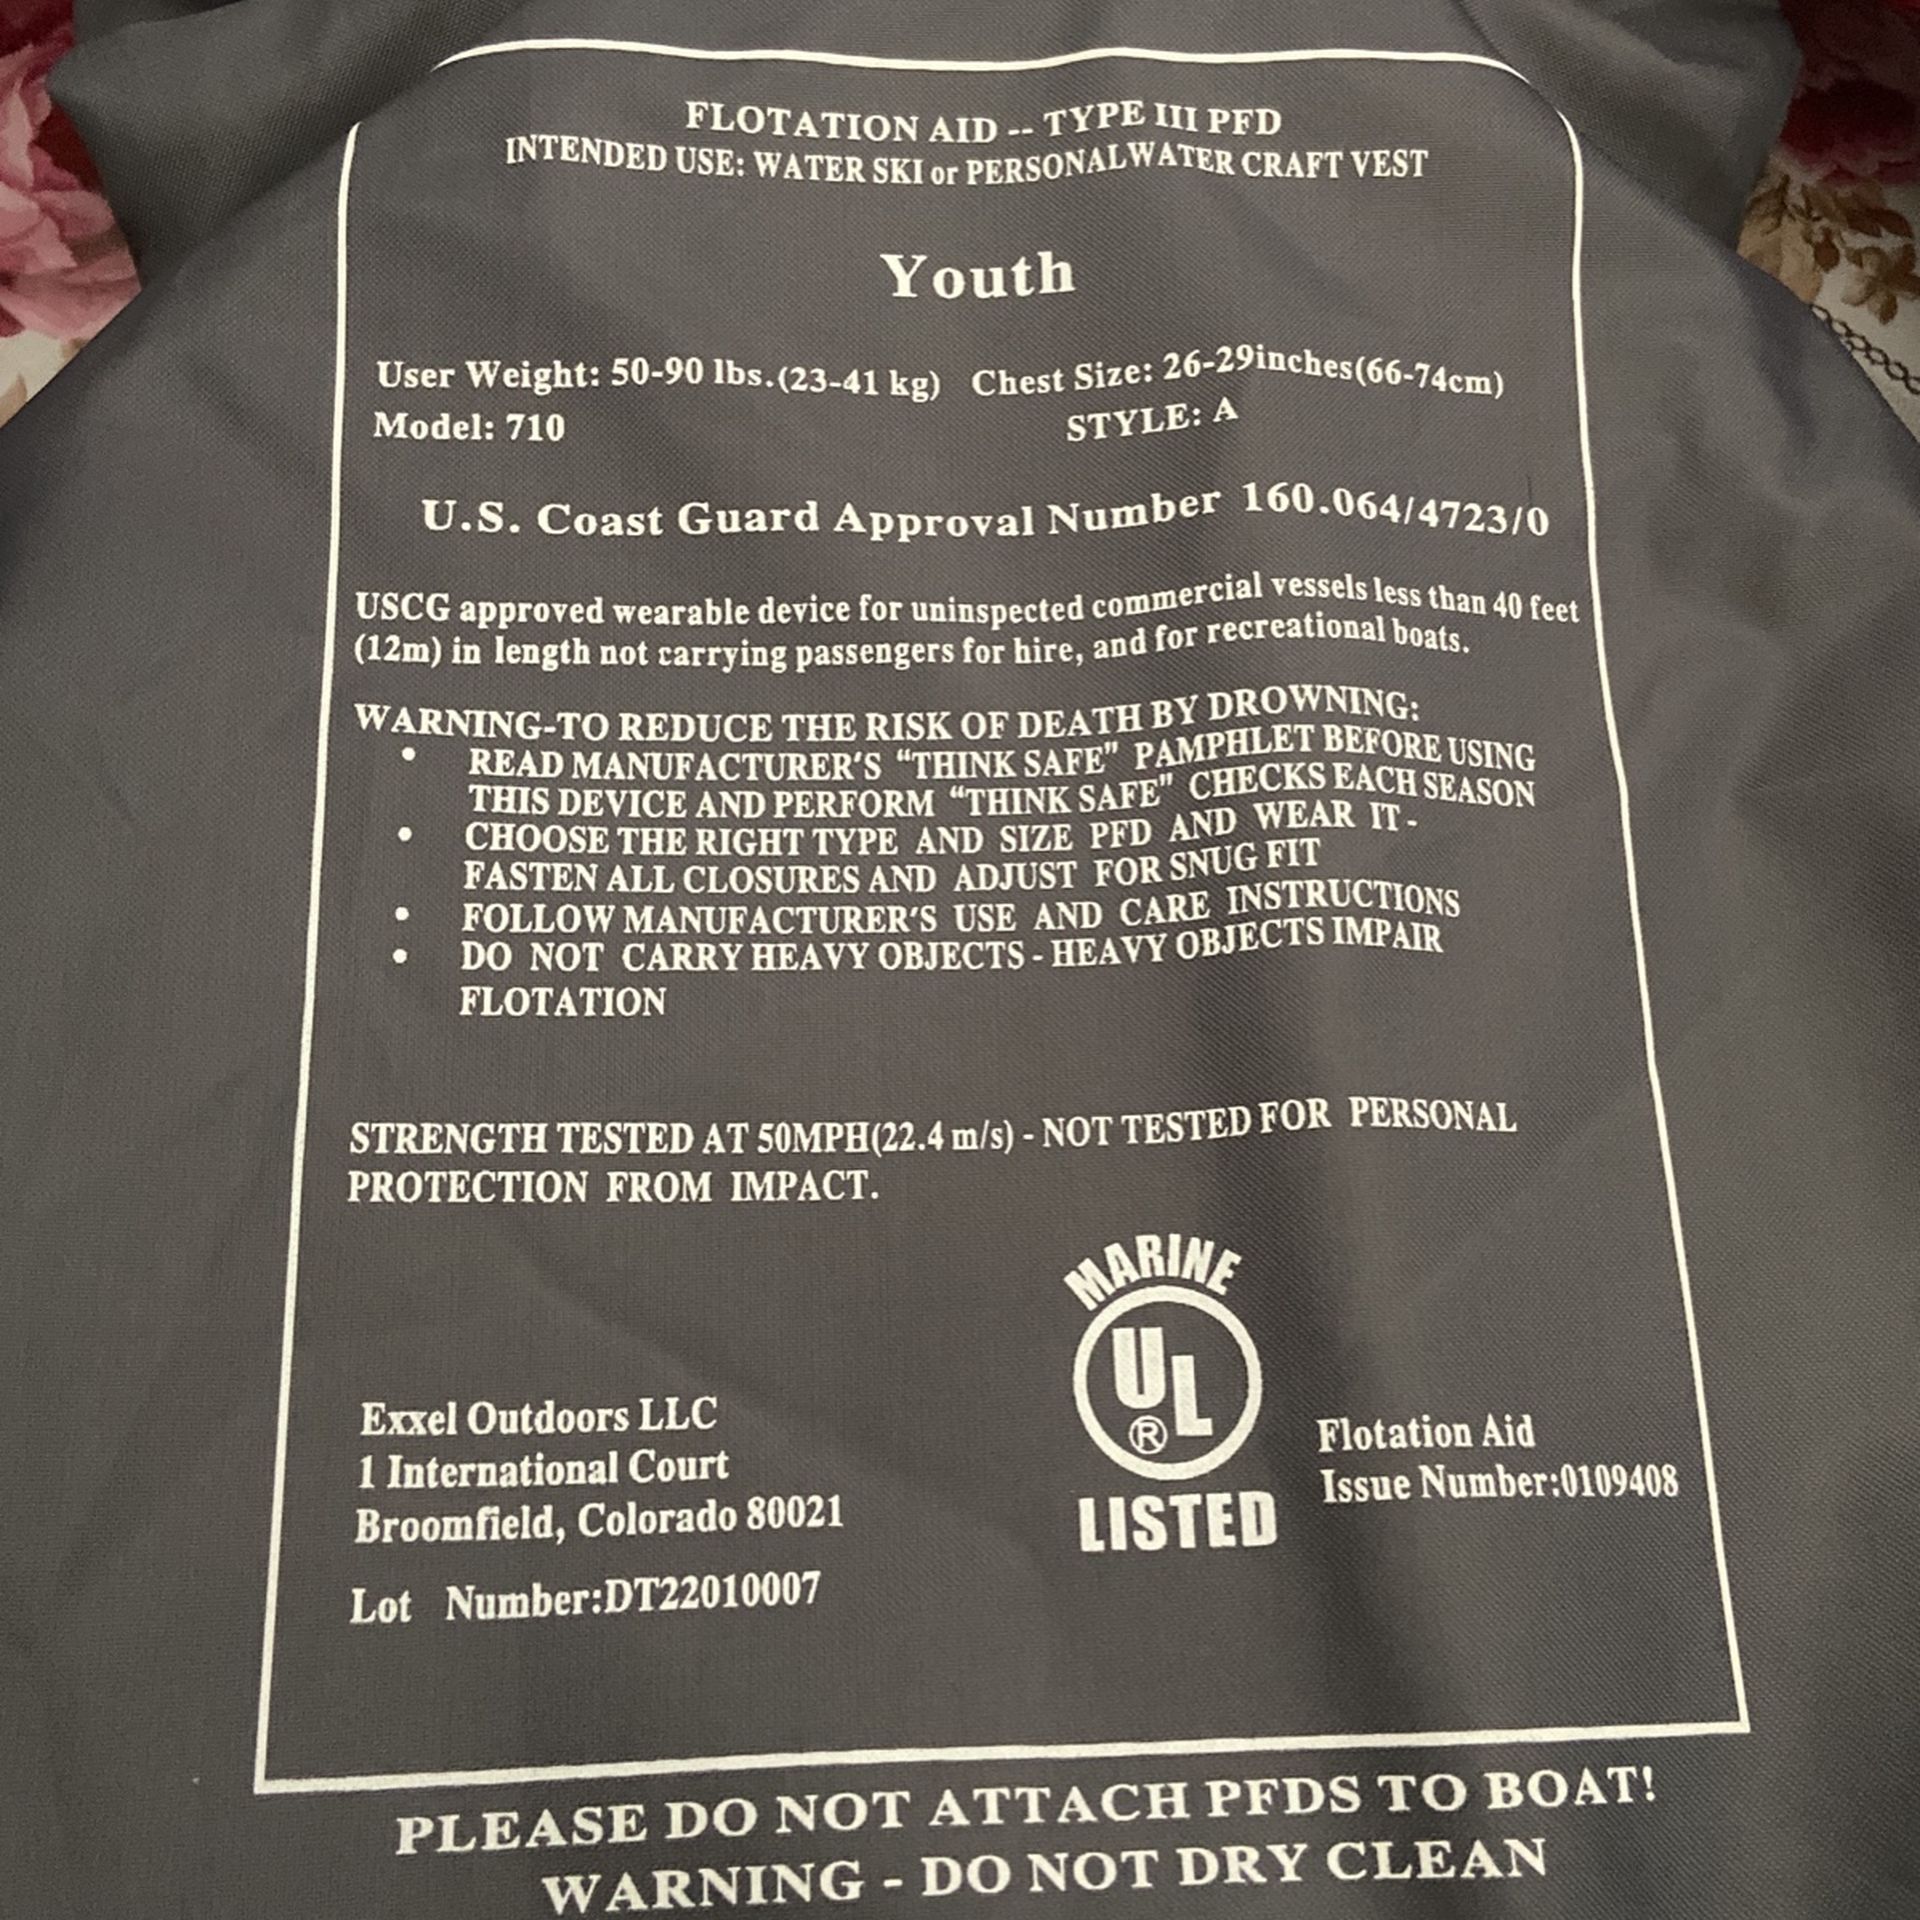 FLOTATION AID -- TYPE III PFD
INTENDED USE: WATER SKI or PERSONALWATER CRAFT VEST
Youth
User Weight: 50-90 lbs.(23-41 kg) Chest Size: 26-29inches(66-74cm)
Model: 710 STYLE: A
U.S. Coast Guard Approval Number 160.064/4723/0
USCG approved wearable device for uninspected commercial vessels less than 40 feet
(12m) in length not carrying passengers for hire, and for recreational boats.
WARNING-TO REDUCE THE RISK OF DEATH BY DROWNING:
• READ MANUFACTURER'S “THINK SAFE” PAMPHLET BEFORE USING
THIS DEVICE AND PERFORM “THINK SAFE” CHECKS EACH SEASON
• CHOOSE THE RIGHT TYPE AND SIZE PFD AND WEAR IT -
FASTEN ALL CLOSURES AND ADJUST FOR SNUG FIT
• FOLLOW MANUFACTURER'S USE AND CARE INSTRUCTIONS
• DO NOT CARRY HEAVY OBJECTS - HEAVY OBJECTS IMPAIR
FLOTATION
STRENGTH TESTED AT 50MPH(22.4 m/s) - NOT TESTED FOR PERSONAL
PROTECTION FROM IMPACT.
MARINE
UL
®
LISTED
Exxel Outdoors LLC
1 International Court
Broomfield, Colorado 80021
Flotation Aid
Issue Number:0109408
Lot Number:DT22010007
PLEASE DO NOT ATTACH PFDS TO BOAT!
WARNING - DO NOT DRY CLEAN